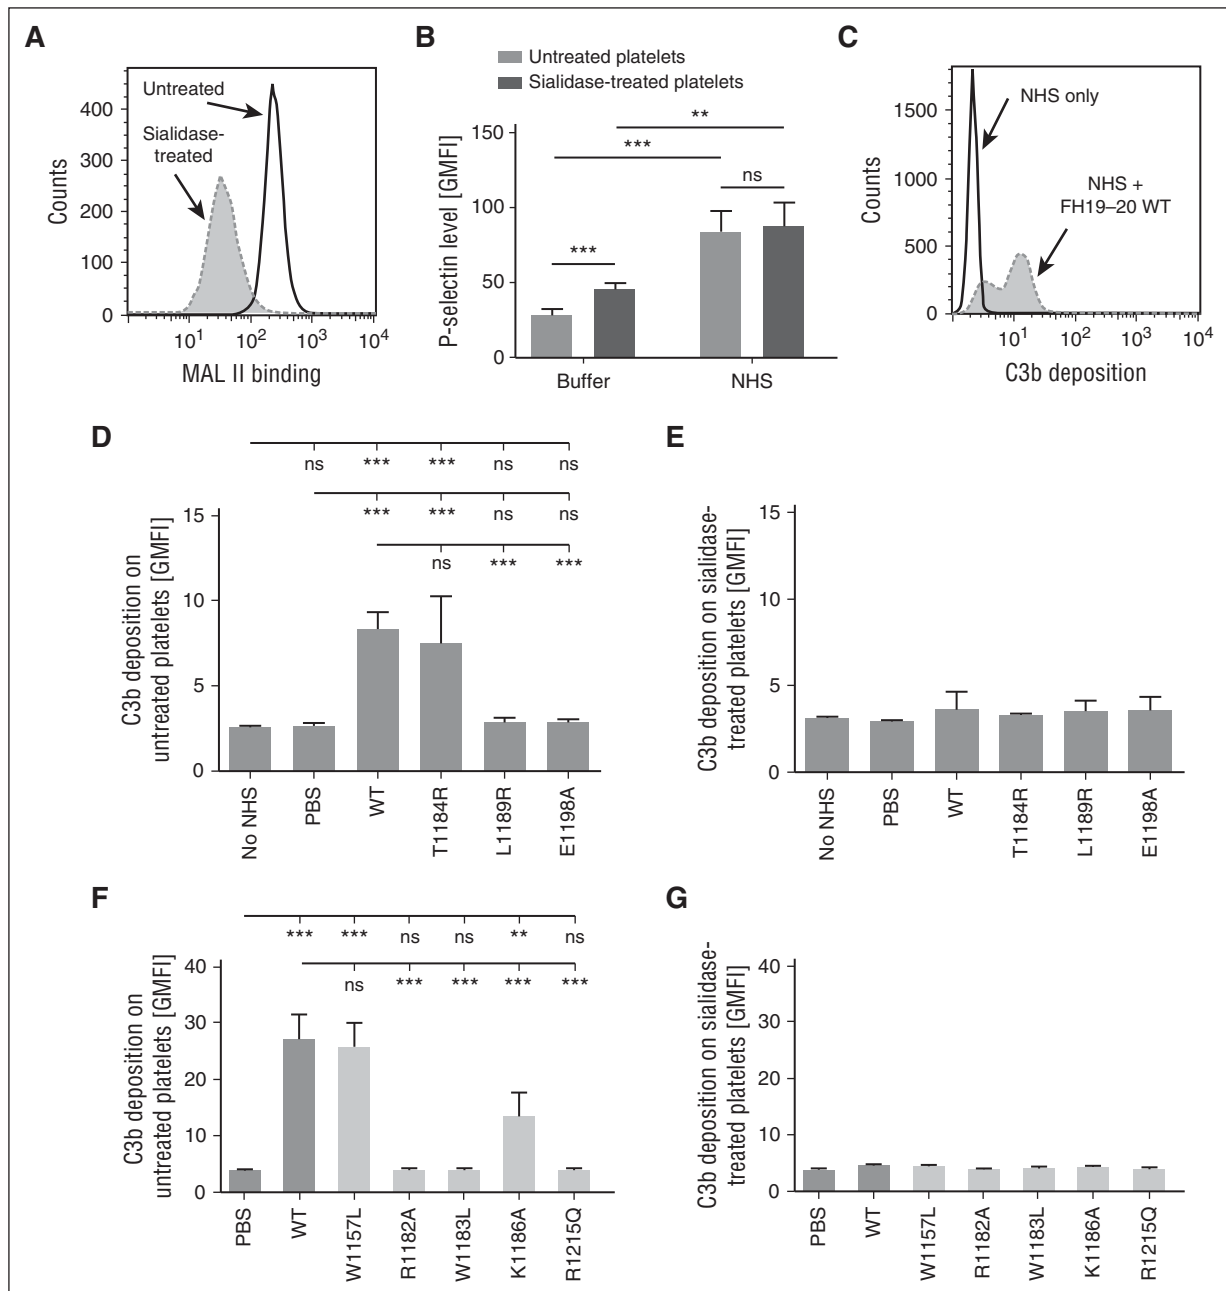 A
Untreated
Sialidase-
treated
Counts
400
300
200
100
0
10¹ 10² 10³ 10⁴
MAL II binding
B
Untreated platelets
Sialidase-treated platelets
P-selectin level [GMFI]
150
100
50
0
**
***
ns
***
Buffer NHS
C
NHS only
NHS +
FH19–20 WT
Counts
1500
1000
500
0
10¹ 10² 10³ 10⁴
C3b deposition
D
ns *** *** ns ns
*** *** ns ns
ns *** ***
C3b deposition on
untreated platelets [GMFI]
15
10
5
0
No NHS PBS WT T1184R L1189R E1198A
E
C3b deposition on sialidase-
treated platelets [GMFI]
15
10
5
0
No NHS PBS WT T1184R L1189R E1198A
F
*** *** ns ns ** ns
ns *** *** *** ***
C3b deposition on
untreated platelets [GMFI]
40
30
20
10
0
PBS WT W1157L R1182A W1183L K1186A R1215Q
G
C3b deposition on sialidase-
treated platelets [GMFI]
40
30
20
10
0
PBS WT W1157L R1182A W1183L K1186A R1215Q